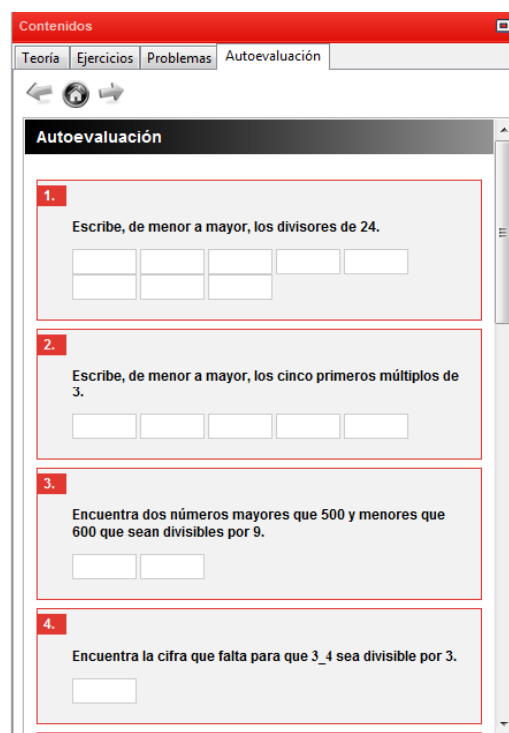 Contenidos
Teoría Ejercicios Problemas Autoevaluación
Autoevaluación
1.
Escribe, de menor a mayor, los divisores de 24.
2.
Escribe, de menor a mayor, los cinco primeros múltiplos de
3.
3.
Encuentra dos números mayores que 500 y menores que
600 que sean divisibles por 9.
4.
Encuentra la cifra que falta para que 3_4 sea divisible por 3.